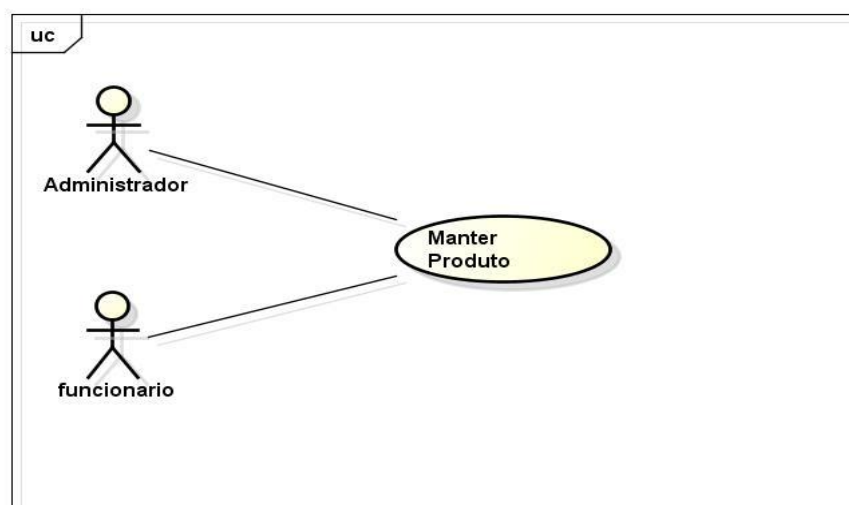 uc
Administrador
Manter
Produto
funcionario